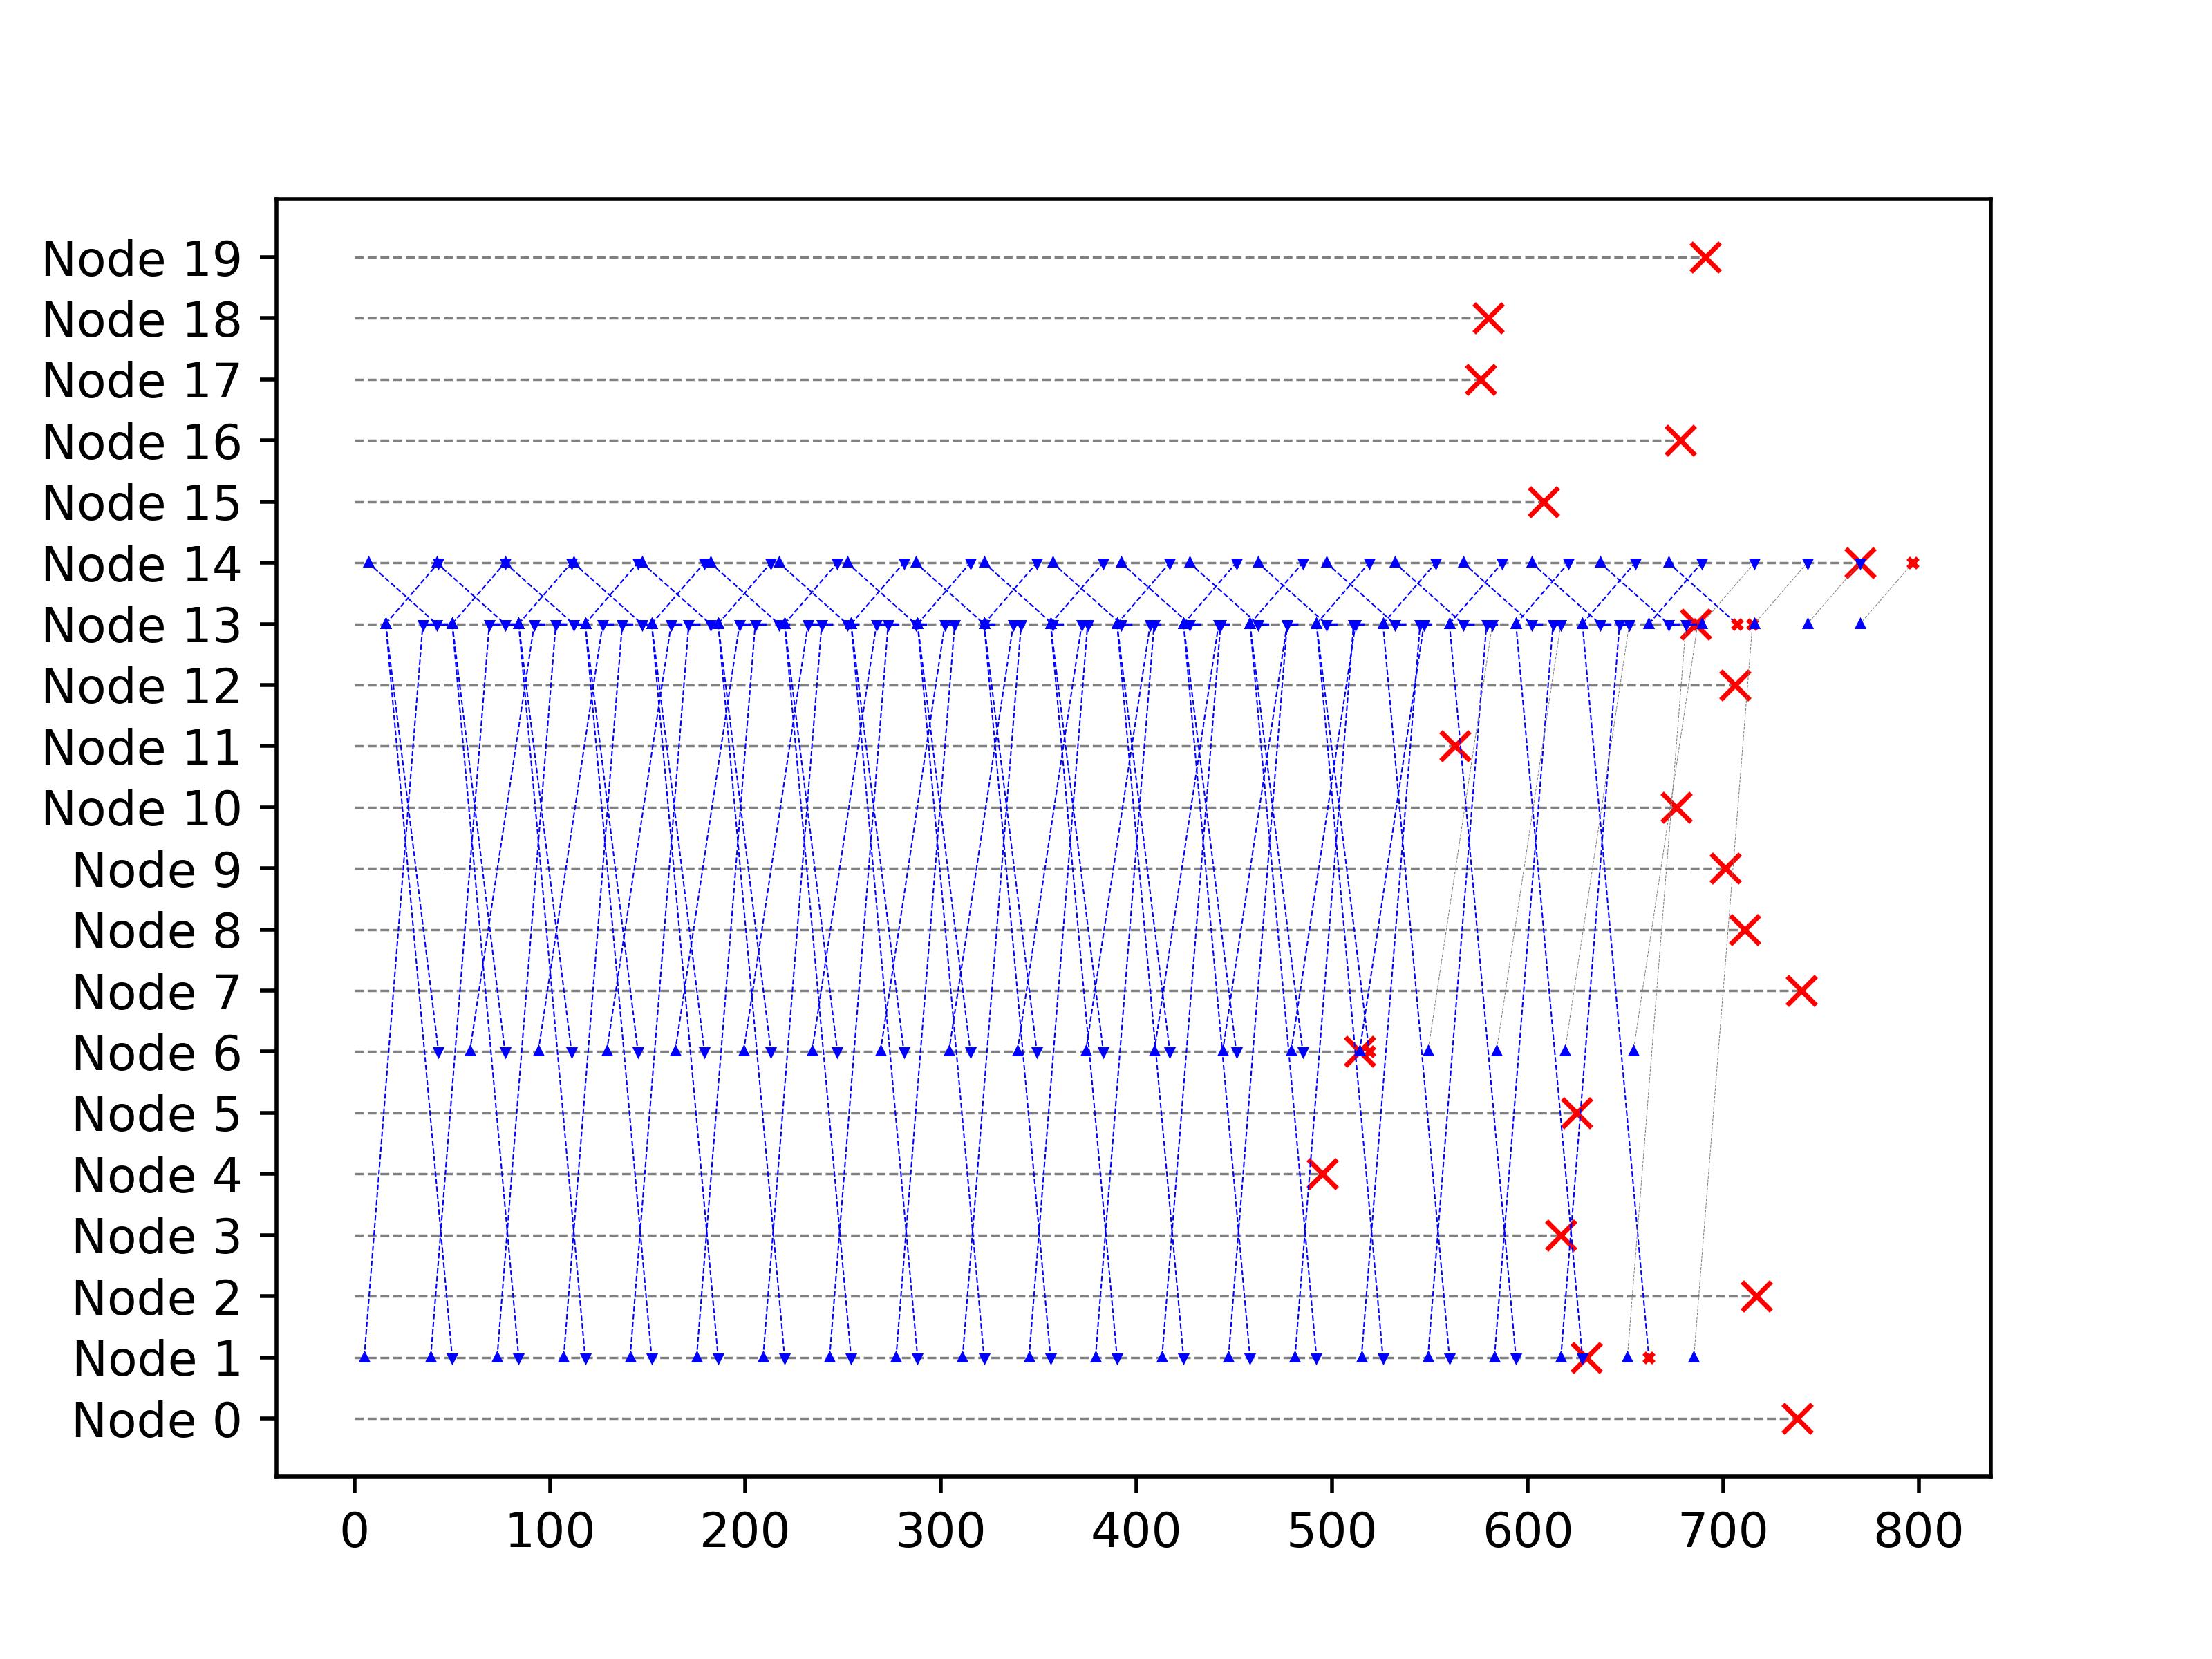 Node 19
Node 18
Node 17
Node 16
Node 15
Node 14
Node 13
Node 12
Node 11
Node 10
Node 9
Node 8
Node 7
Node 6
Node 5
Node 4
Node 3
Node 2
Node 1
Node 0
0 100 200 300 400 500 600 700 800